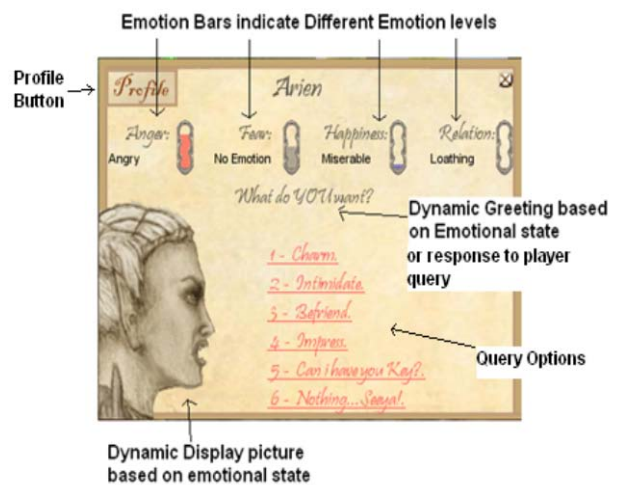 Emotion Bars indicate Different Emotion levels
Profile
Button
Profile
Arien
Anger:
Angry
Fear:
No Emotion
Happiness:
Miserable
Relation:
Loathing
What do YOU want?
Dynamic Greeting based
on Emotional state
or response to player
query
1 - Charm.
2 - Intimidate.
3 - Befriend.
4 - Impress.
5 - Can i have you Key?.
6 - Nothing... Seeya!.
Query Options
Dynamic Display picture
based on emotional state